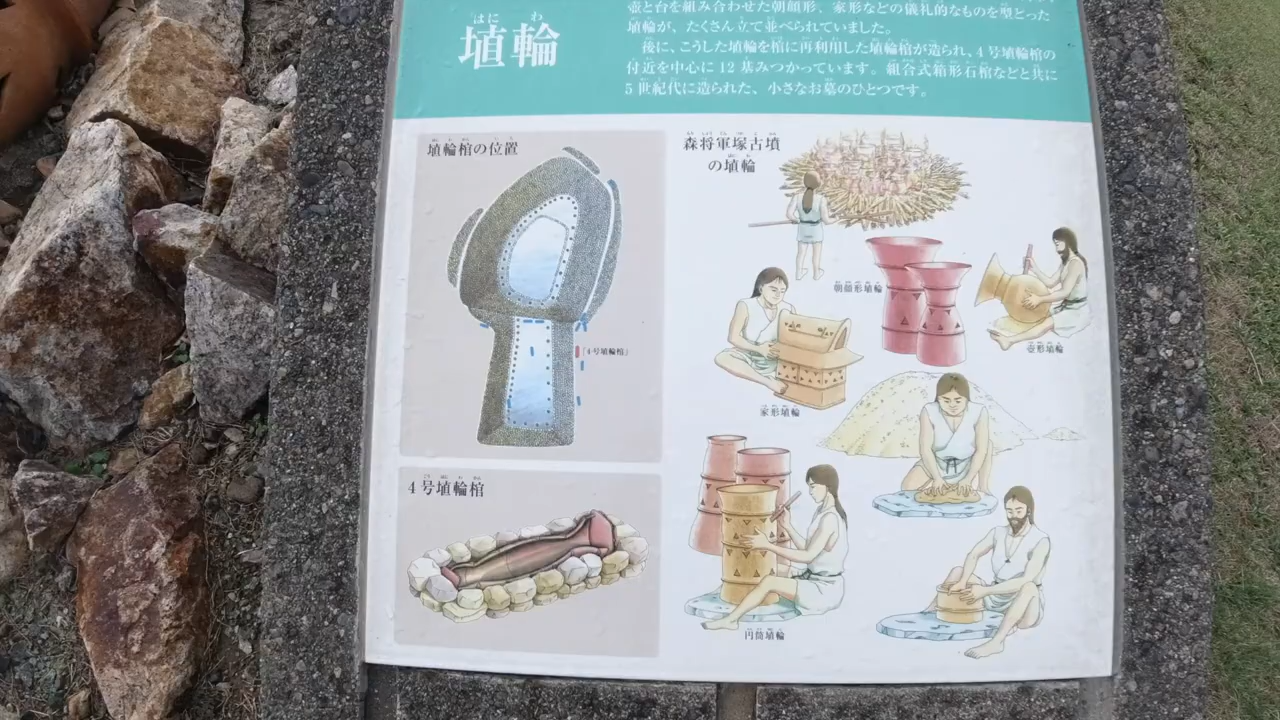 埴輪
はにわ
壺と台を組み合わせた朝顔形、家形などの儀礼的なものを型どった
埴輪が、たくさん立て並べられていました。
後に、こうした埴輪を棺に再利用した埴輪棺が造られ、4号埴輪棺の
付近を中心に12基みつかっています。組合式箱形石棺などと共に
5世紀代に造られた、小さなお墓のひとつです。
埴輪棺の位置
「4号埴輪棺」
4号埴輪棺
森将軍塚古墳
の埴輪
朝顔形埴輪
壺形埴輪
家形埴輪
円筒埴輪